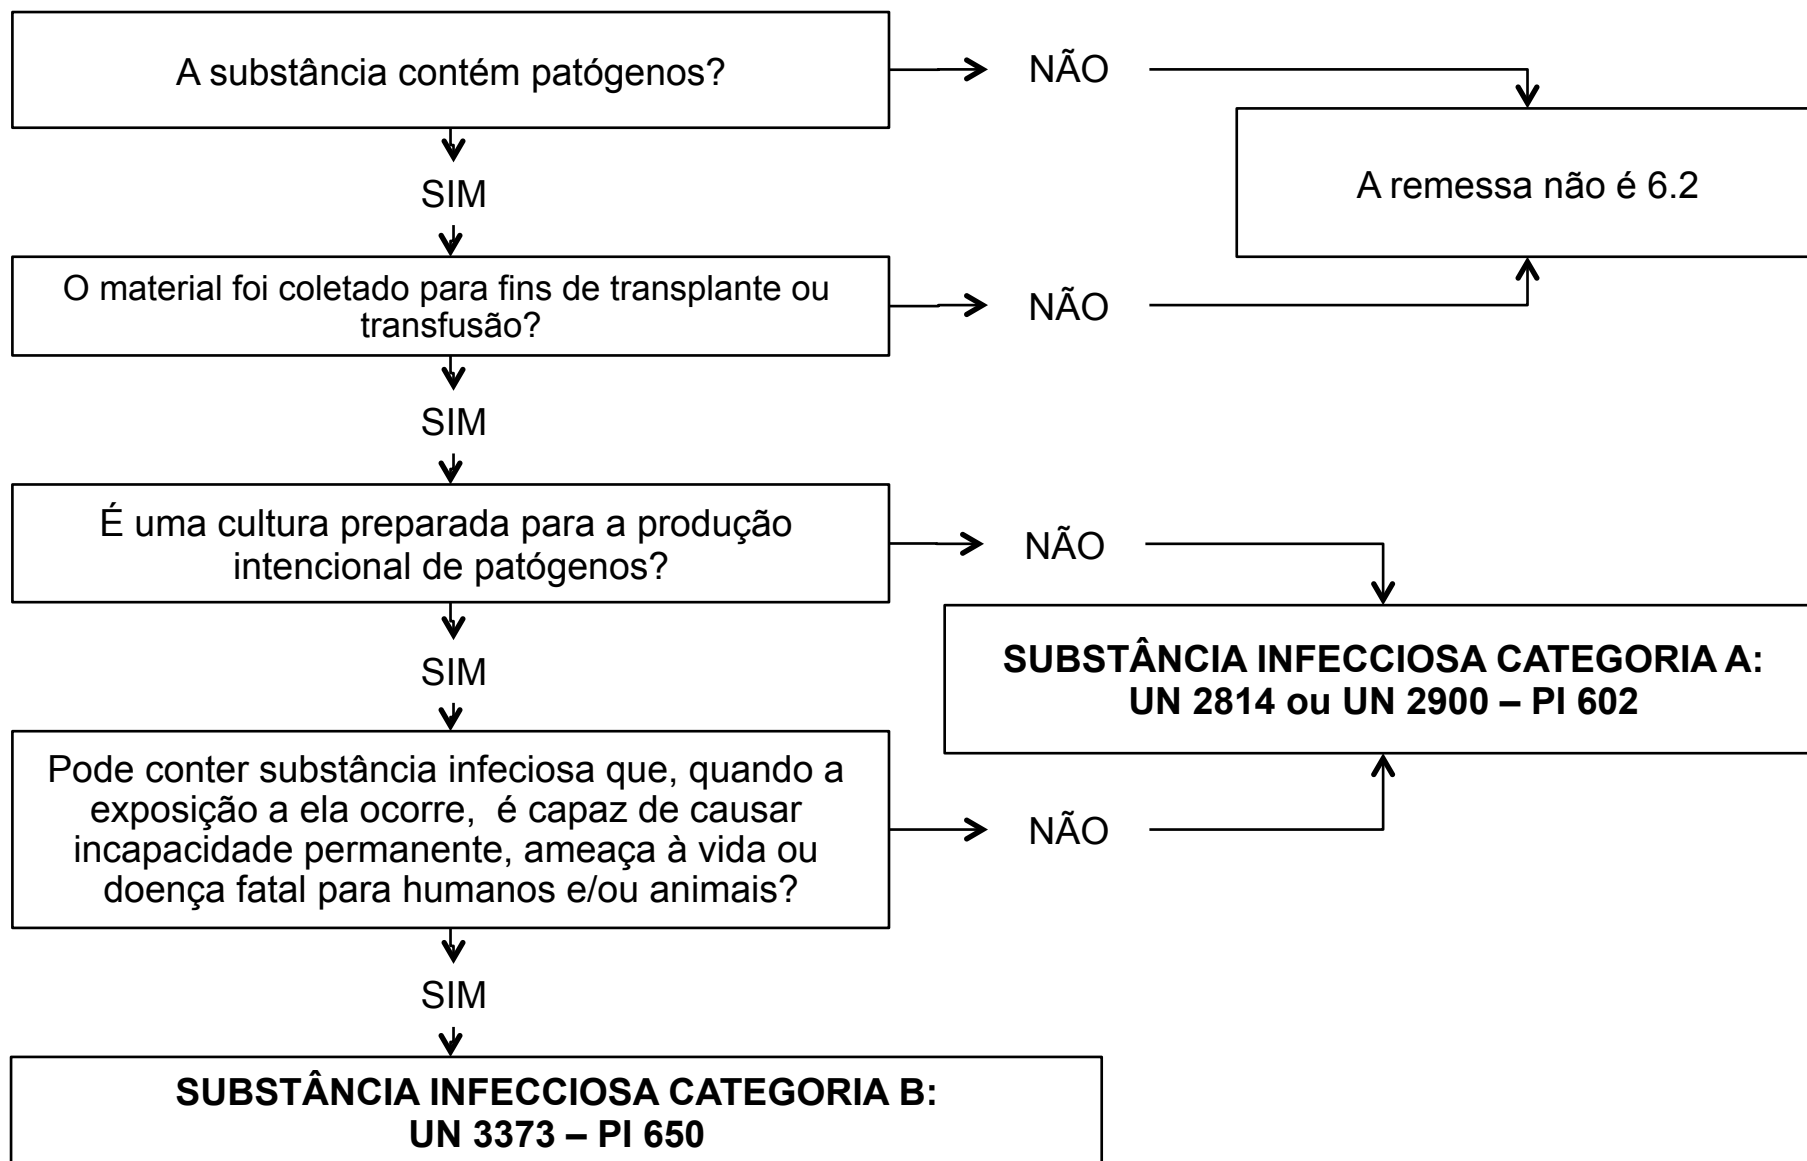 A substância contém patógenos?
NÃO
A remessa não é 6.2
SIM
O material foi coletado para fins de transplante ou
transfusão?
NÃO
SIM
É uma cultura preparada para a produção
intencional de patógenos?
NÃO
SUBSTÂNCIA INFECCIOSA CATEGORIA A:
UN 2814 ou UN 2900 – PI 602
SIM
Pode conter substância infeciosa que, quando a
exposição a ela ocorre, é capaz de causar
incapacidade permanente, ameaça à vida ou
doença fatal para humanos e/ou animais?
NÃO
SIM
SUBSTÂNCIA INFECCIOSA CATEGORIA B:
UN 3373 – PI 650